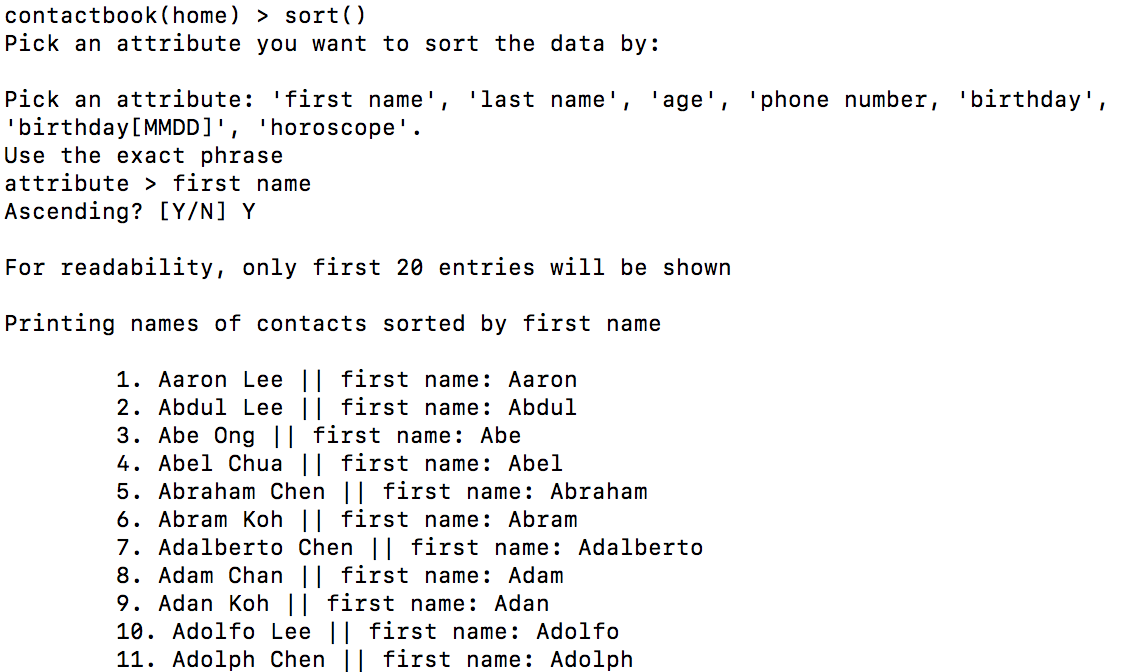 contactbook(home) > sort()
Pick an attribute you want to sort the data by:
Pick an attribute: 'first name', 'last name', 'age', 'phone number, 'birthday',
'birthday[MMDD]', 'horoscope'.
Use the exact phrase
attribute > first name
Ascending? [Y/N] Y
For readability, only first 20 entries will be shown
Printing names of contacts sorted by first name
1. Aaron Lee || first name: Aaron
2. Abdul Lee || first name: Abdul
3. Abe Ong || first name: Abe
4. Abel Chua || first name: Abel
5. Abraham Chen || first name: Abraham
6. Abram Koh || first name: Abram
7. Adalberto Chen || first name: Adalberto
8. Adam Chan || first name: Adam
9. Adan Koh || first name: Adan
10. Adolfo Lee || first name: Adolfo
11. Adolph Chen || first name: Adolph